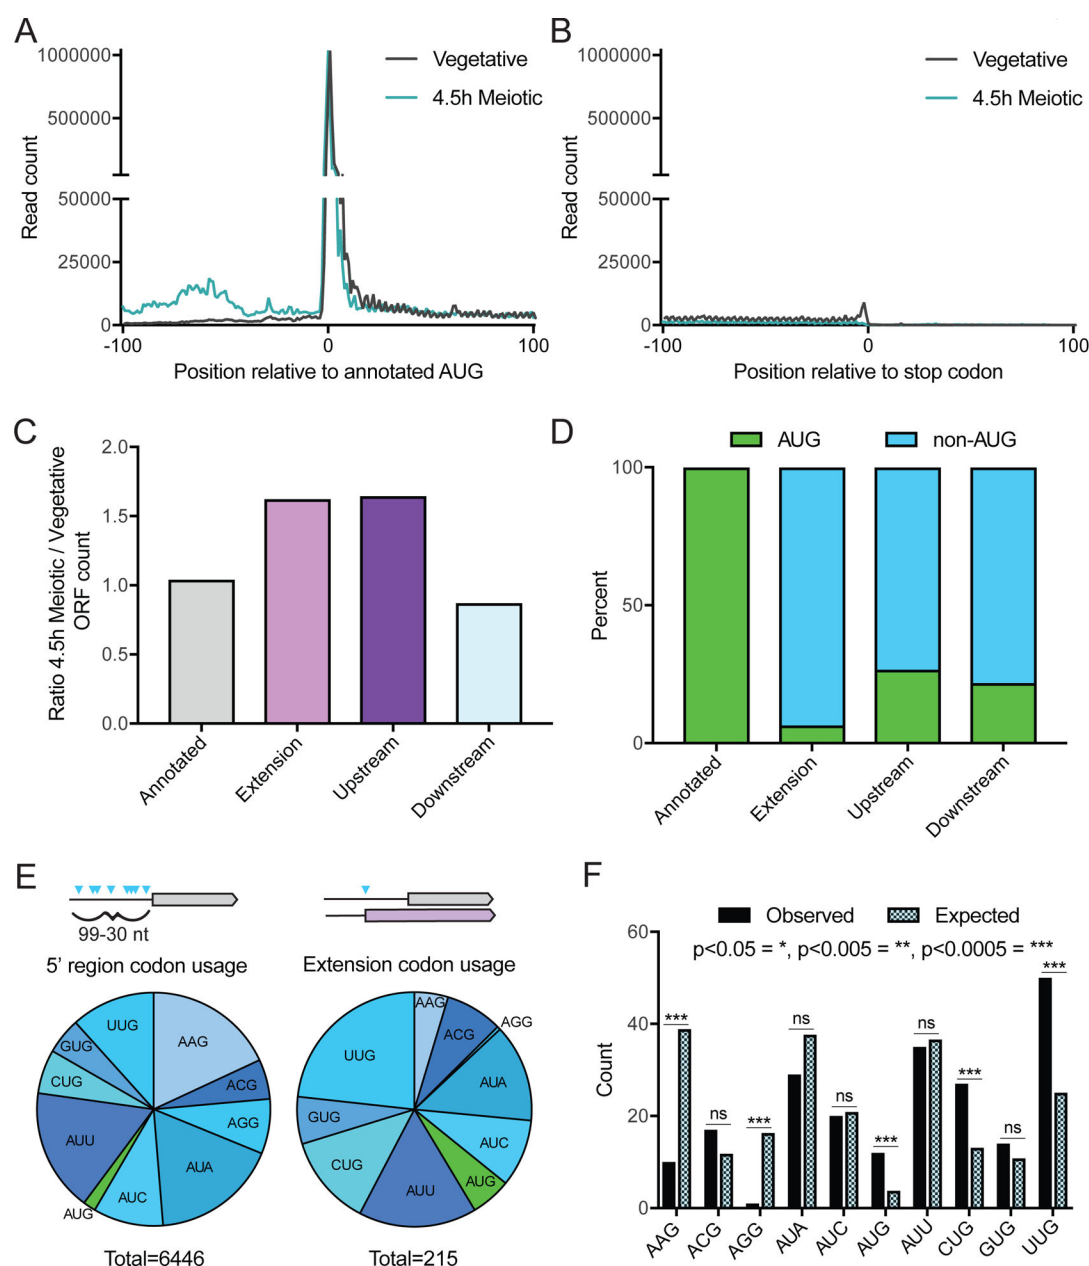 A
1000000
500000
50000
25000
0
Read count
Vegetative
4.5h Meiotic
-100
0
100
Position relative to annotated AUG
B
1000000
500000
50000
25000
0
Read count
Vegetative
4.5h Meiotic
-100
0
100
Position relative to stop codon
C
2.0
1.5
1.0
0.5
0.0
Ratio 4.5h Meiotic / Vegetative
ORF count
Annotated
Extension
Upstream
Downstream
D
AUG
non-AUG
100
50
0
Percent
Annotated
Extension
Upstream
Downstream
E
99-30 nt
5’ region codon usage
UUG
AAG
GUG
ACG
CUG
AGG
AUU
AUA
AUC
AUG
Total=6446
Extension codon usage
AAG
AGG
ACG
UUG
AUA
GUG
AUC
CUG
AUG
AUU
Total=215
F
Observed
Expected
p<0.05 = *, p<0.005 = **, p<0.0005 = ***
60
40
20
0
Count
***
ns
***
ns
ns
***
ns
***
ns
***
AAG
ACG
AGG
AUA
AUC
AUG
AUU
CUG
GUG
UUG